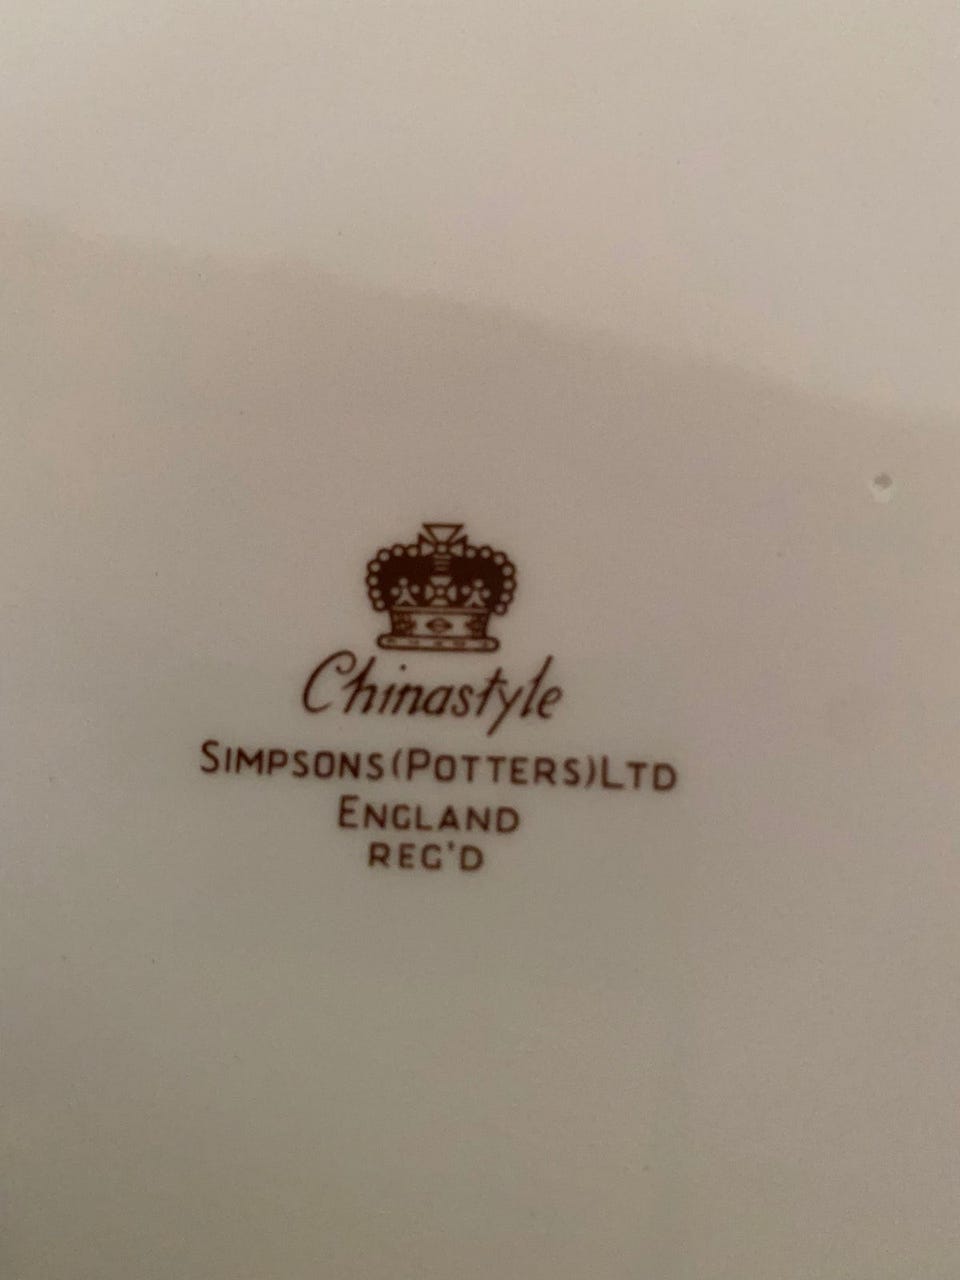 Chinastyle
SIMPSONS(POTTERS)LTD
ENGLAND
REG'D